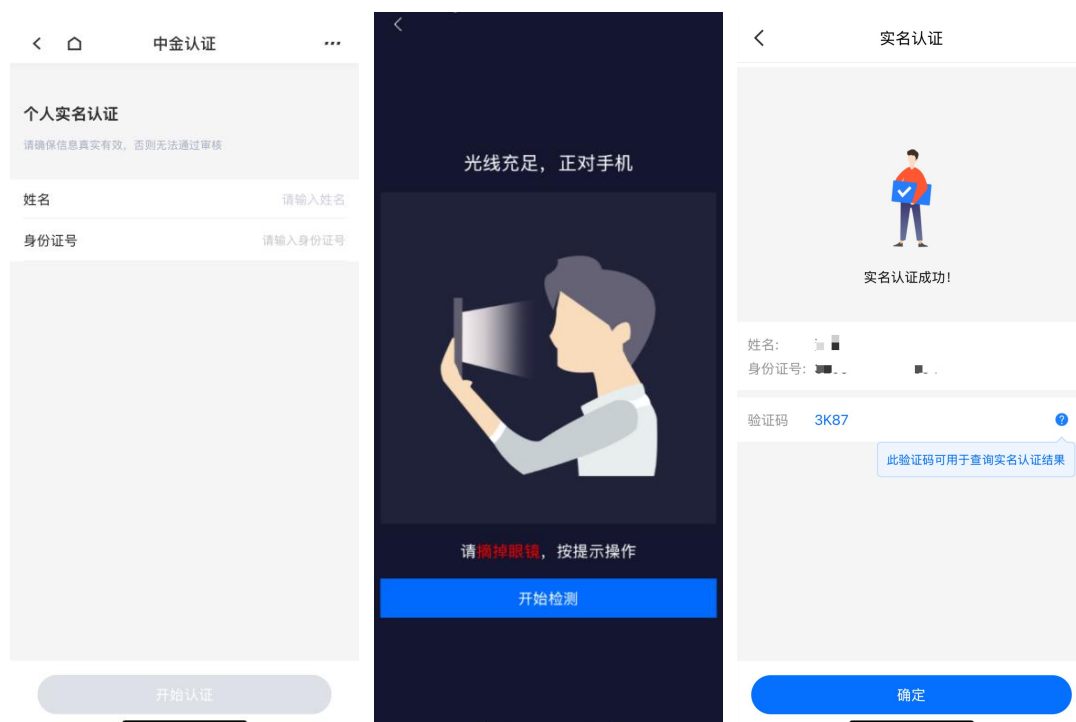 中金认证
个人实名认证
请确保信息真实有效，否则无法通过审核
姓名 请输入姓名
身份证号 请输入身份证号
开始认证
光线充足，正对手机
请摘掉眼镜，按提示操作
开始检测
实名认证
实名认证成功！
姓名：
身份证号：
验证码 3K87
此验证码可用于查询实名认证结果
确定